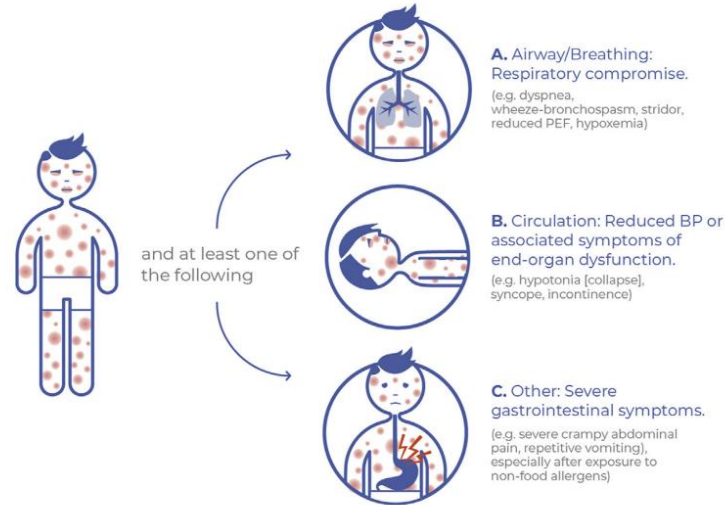 A. Airway/Breathing:
Respiratory compromise.
(e.g. dyspnea,
wheeze-bronchospasm, stridor,
reduced PEF, hypoxemia)
and at least one of
the following
B. Circulation: Reduced BP or
associated symptoms of
end-organ dysfunction.
(e.g. hypotonia [collapse],
syncope, incontinence)
C. Other: Severe
gastrointestinal symptoms.
(e.g. severe crampy abdominal
pain, repetitive vomiting),
especially after exposure to
non-food allergens)